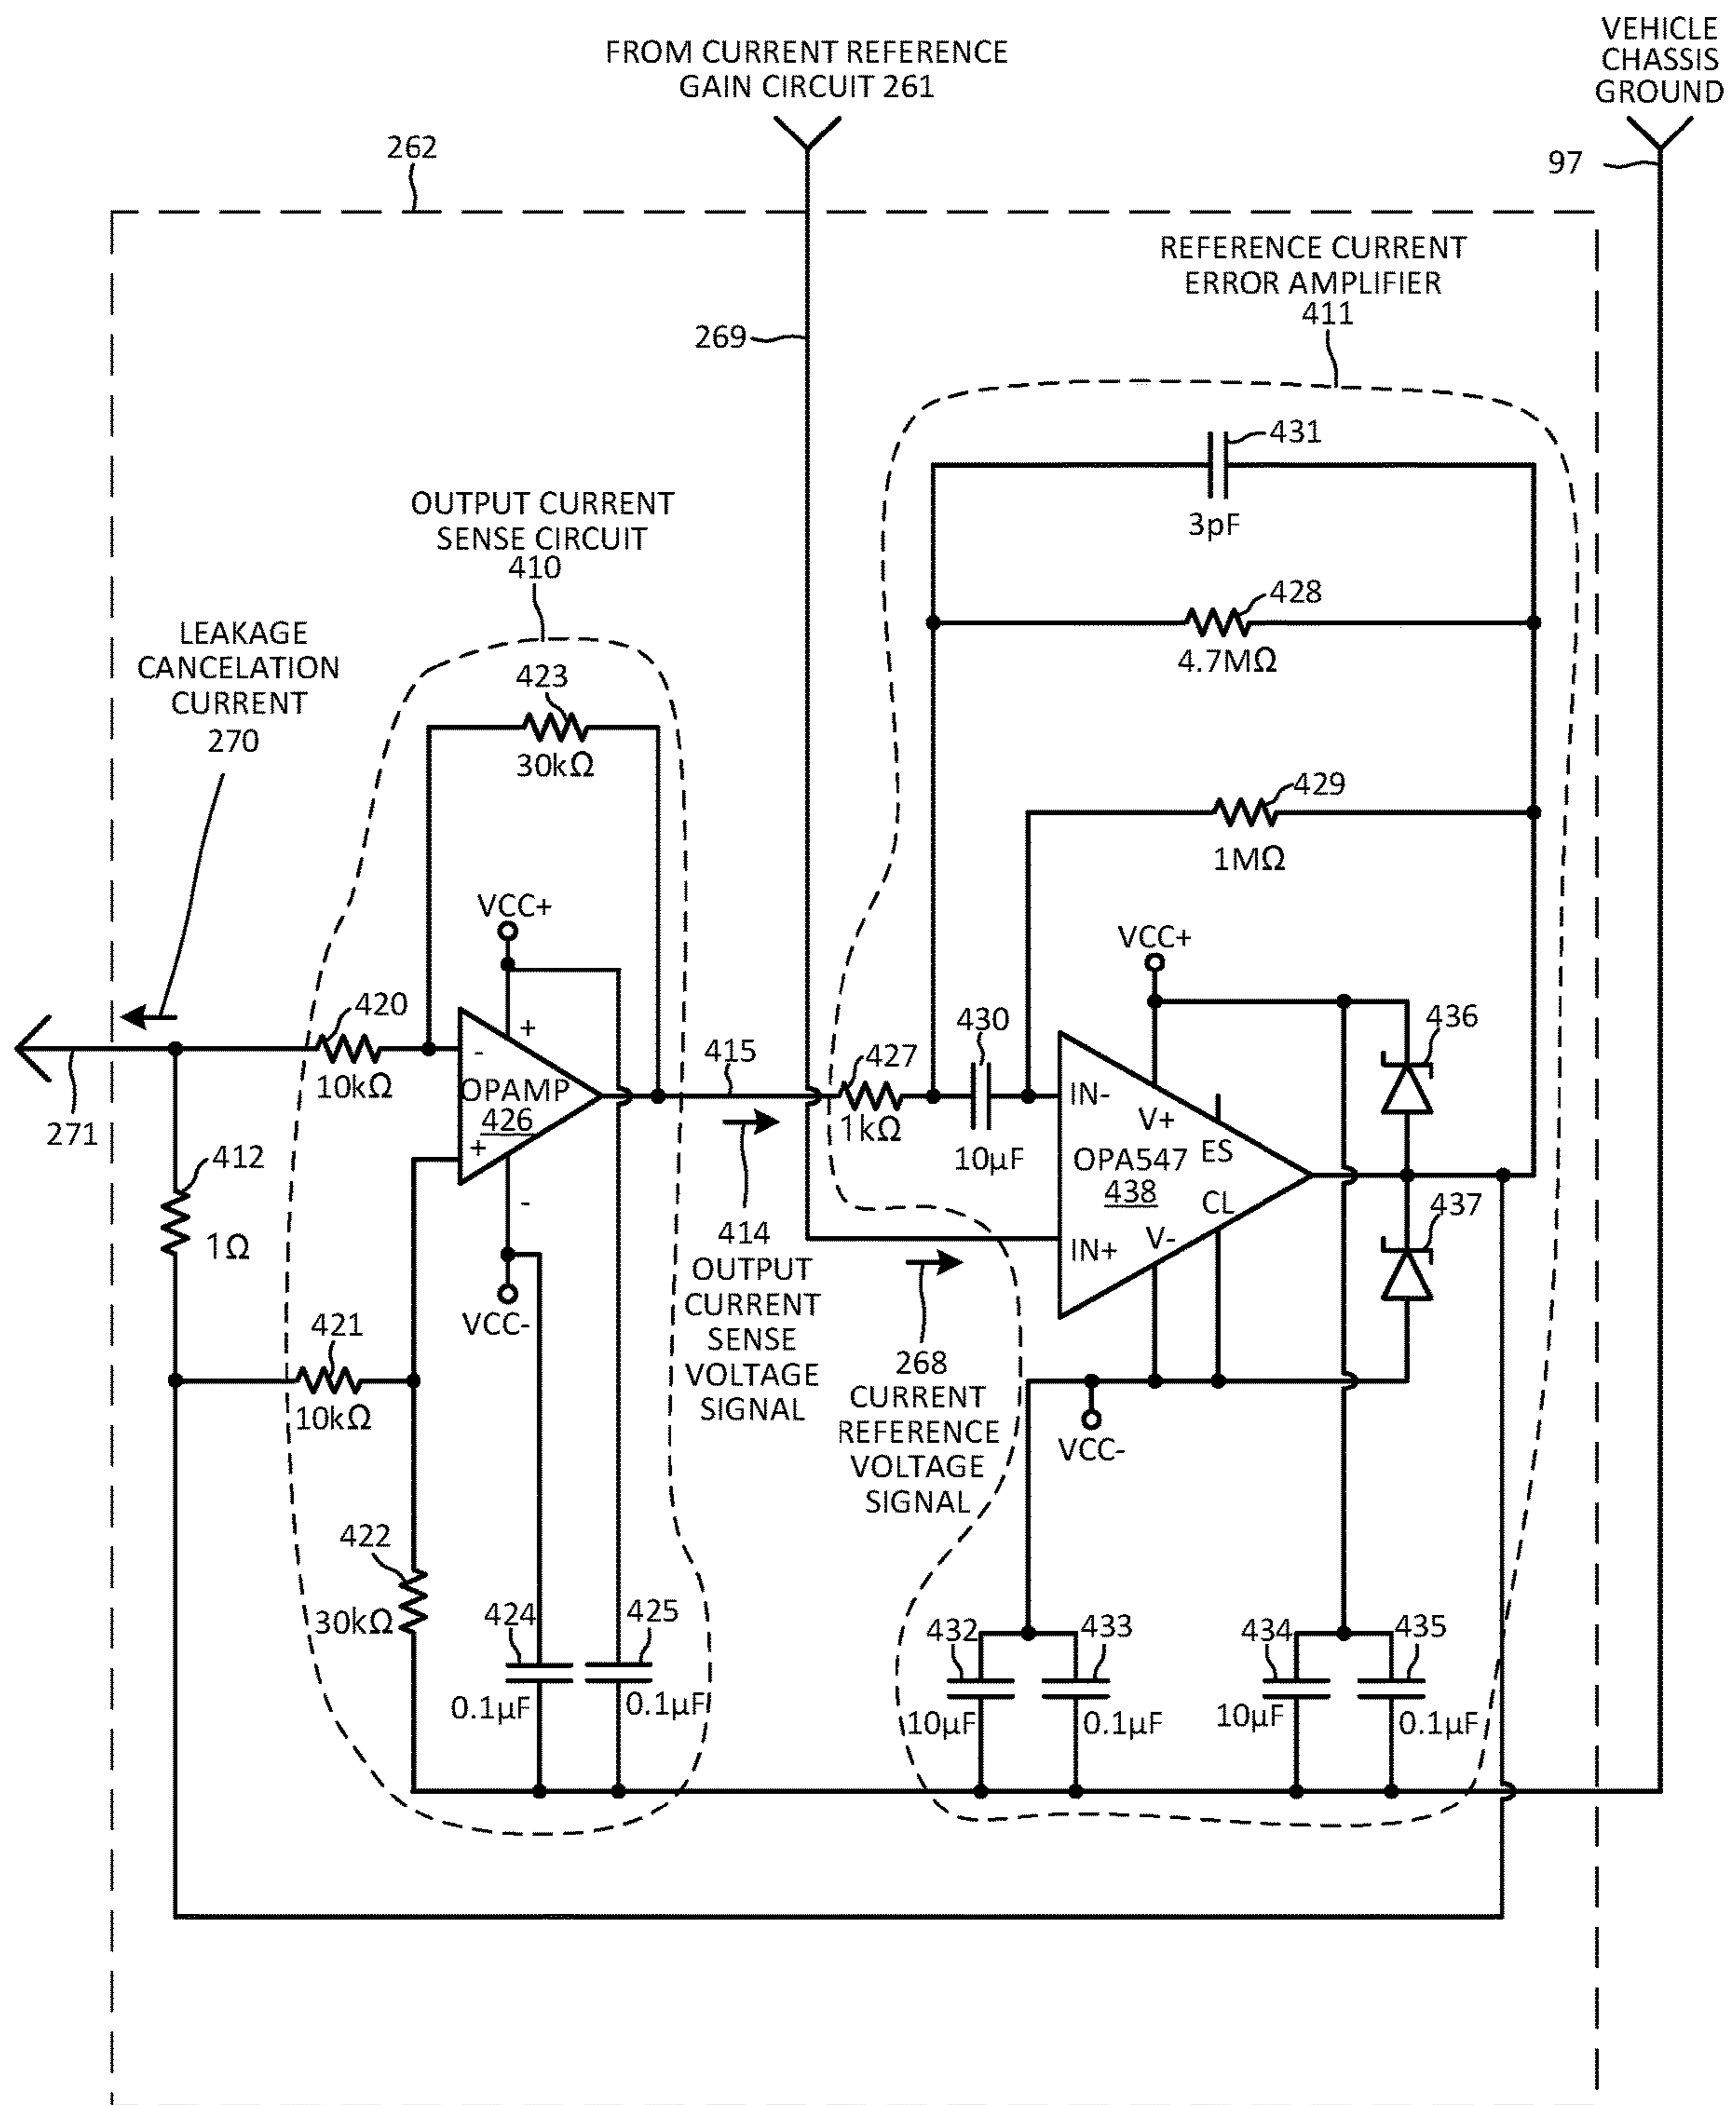 VEHICLE
CHASSIS
GROUND
FROM CURRENT REFERENCE
GAIN CIRCUIT 261
262
97
REFERENCE CURRENT
ERROR AMPLIFIER
411
269
431
3pF
OUTPUT CURRENT
SENSE CIRCUIT
410
428
4.7MΩ
LEAKAGE
CANCELATION
CURRENT
270
423
30kΩ
429
1MΩ
VCC+
VCC+
420
10kΩ
-
+
OPAMP
426
+
-
VCC-
415
427
1kΩ
430
10µF
IN-
V+
ES
OPA547
438
CL
IN+
V-
436
437
271
412
1Ω
414
OUTPUT
CURRENT
SENSE
VOLTAGE
SIGNAL
421
10kΩ
268
CURRENT
REFERENCE
VOLTAGE
SIGNAL
VCC-
422
30kΩ
424
0.1µF
425
0.1µF
432
10µF
433
0.1µF
434
10µF
435
0.1µF